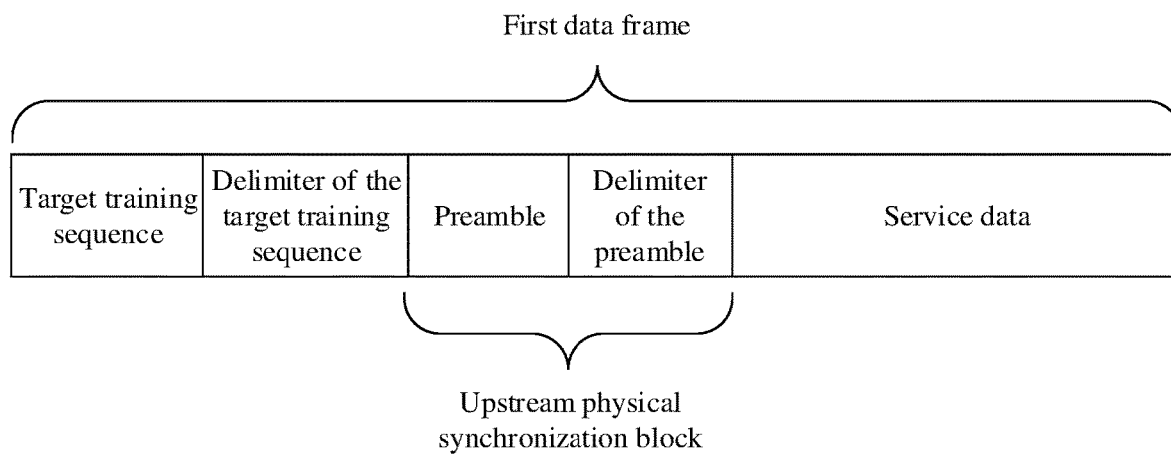 First data frame
Target training
sequence
Delimiter of the
target training
sequence
Preamble
Delimiter
of the
preamble
Service data
Upstream physical
synchronization block